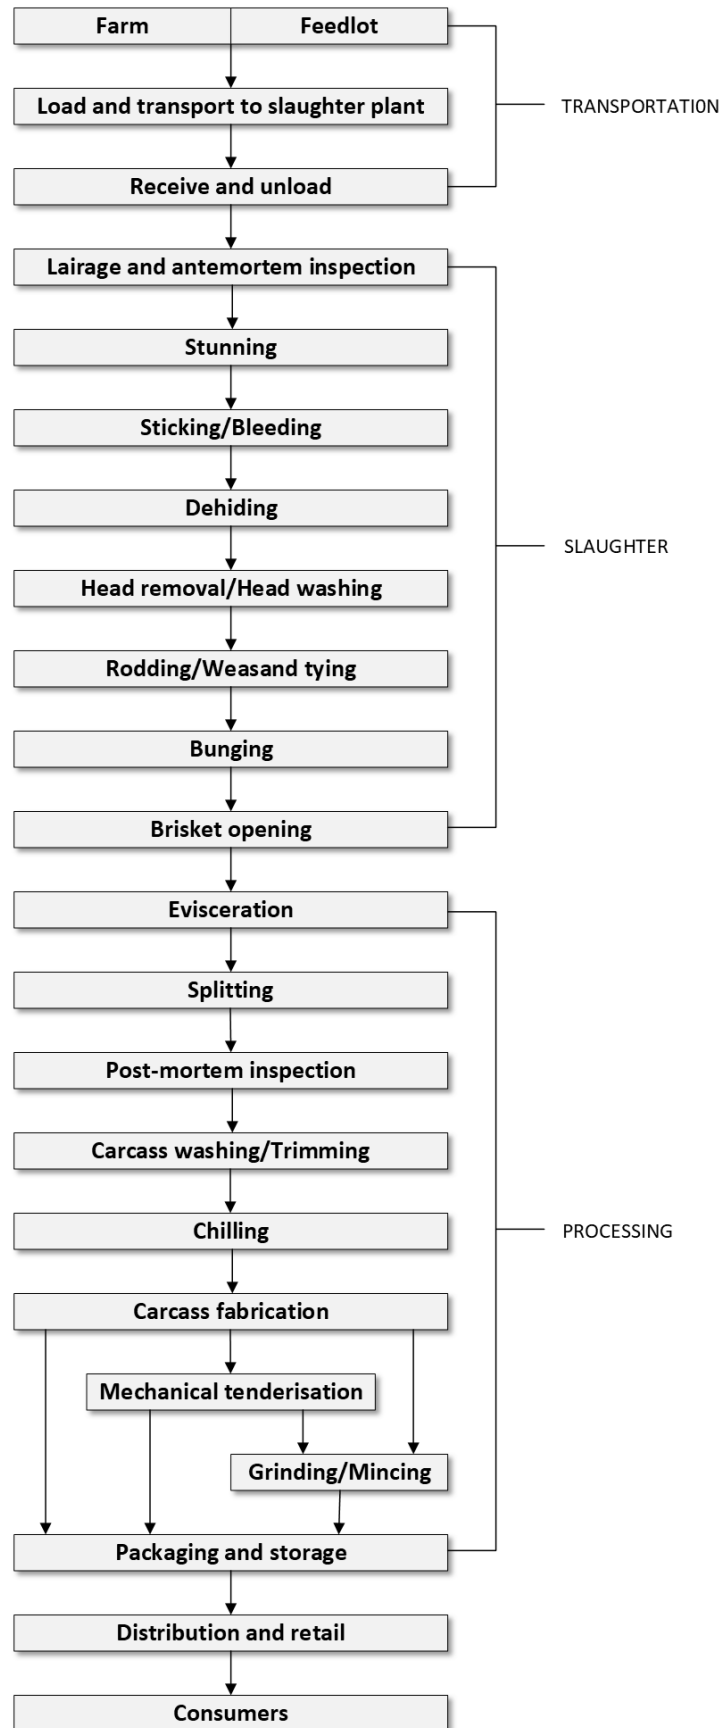 Farm
Feedlot
Load and transport to slaughter plant
TRANSPORTATI0N
Receive and unload
Lairage and antemortem inspection
Stunning
Sticking/Bleeding
Dehiding
SLAUGHTER
Head removal/Head washing
Rodding/Weasand tying
Bunging
Brisket opening
Evisceration
Splitting
Post-mortem inspection
Carcass washing/Trimming
Chilling
PROCESSING
Carcass fabrication
Mechanical tenderisation
Grinding/Mincing
Packaging and storage
Distribution and retail
Consumers